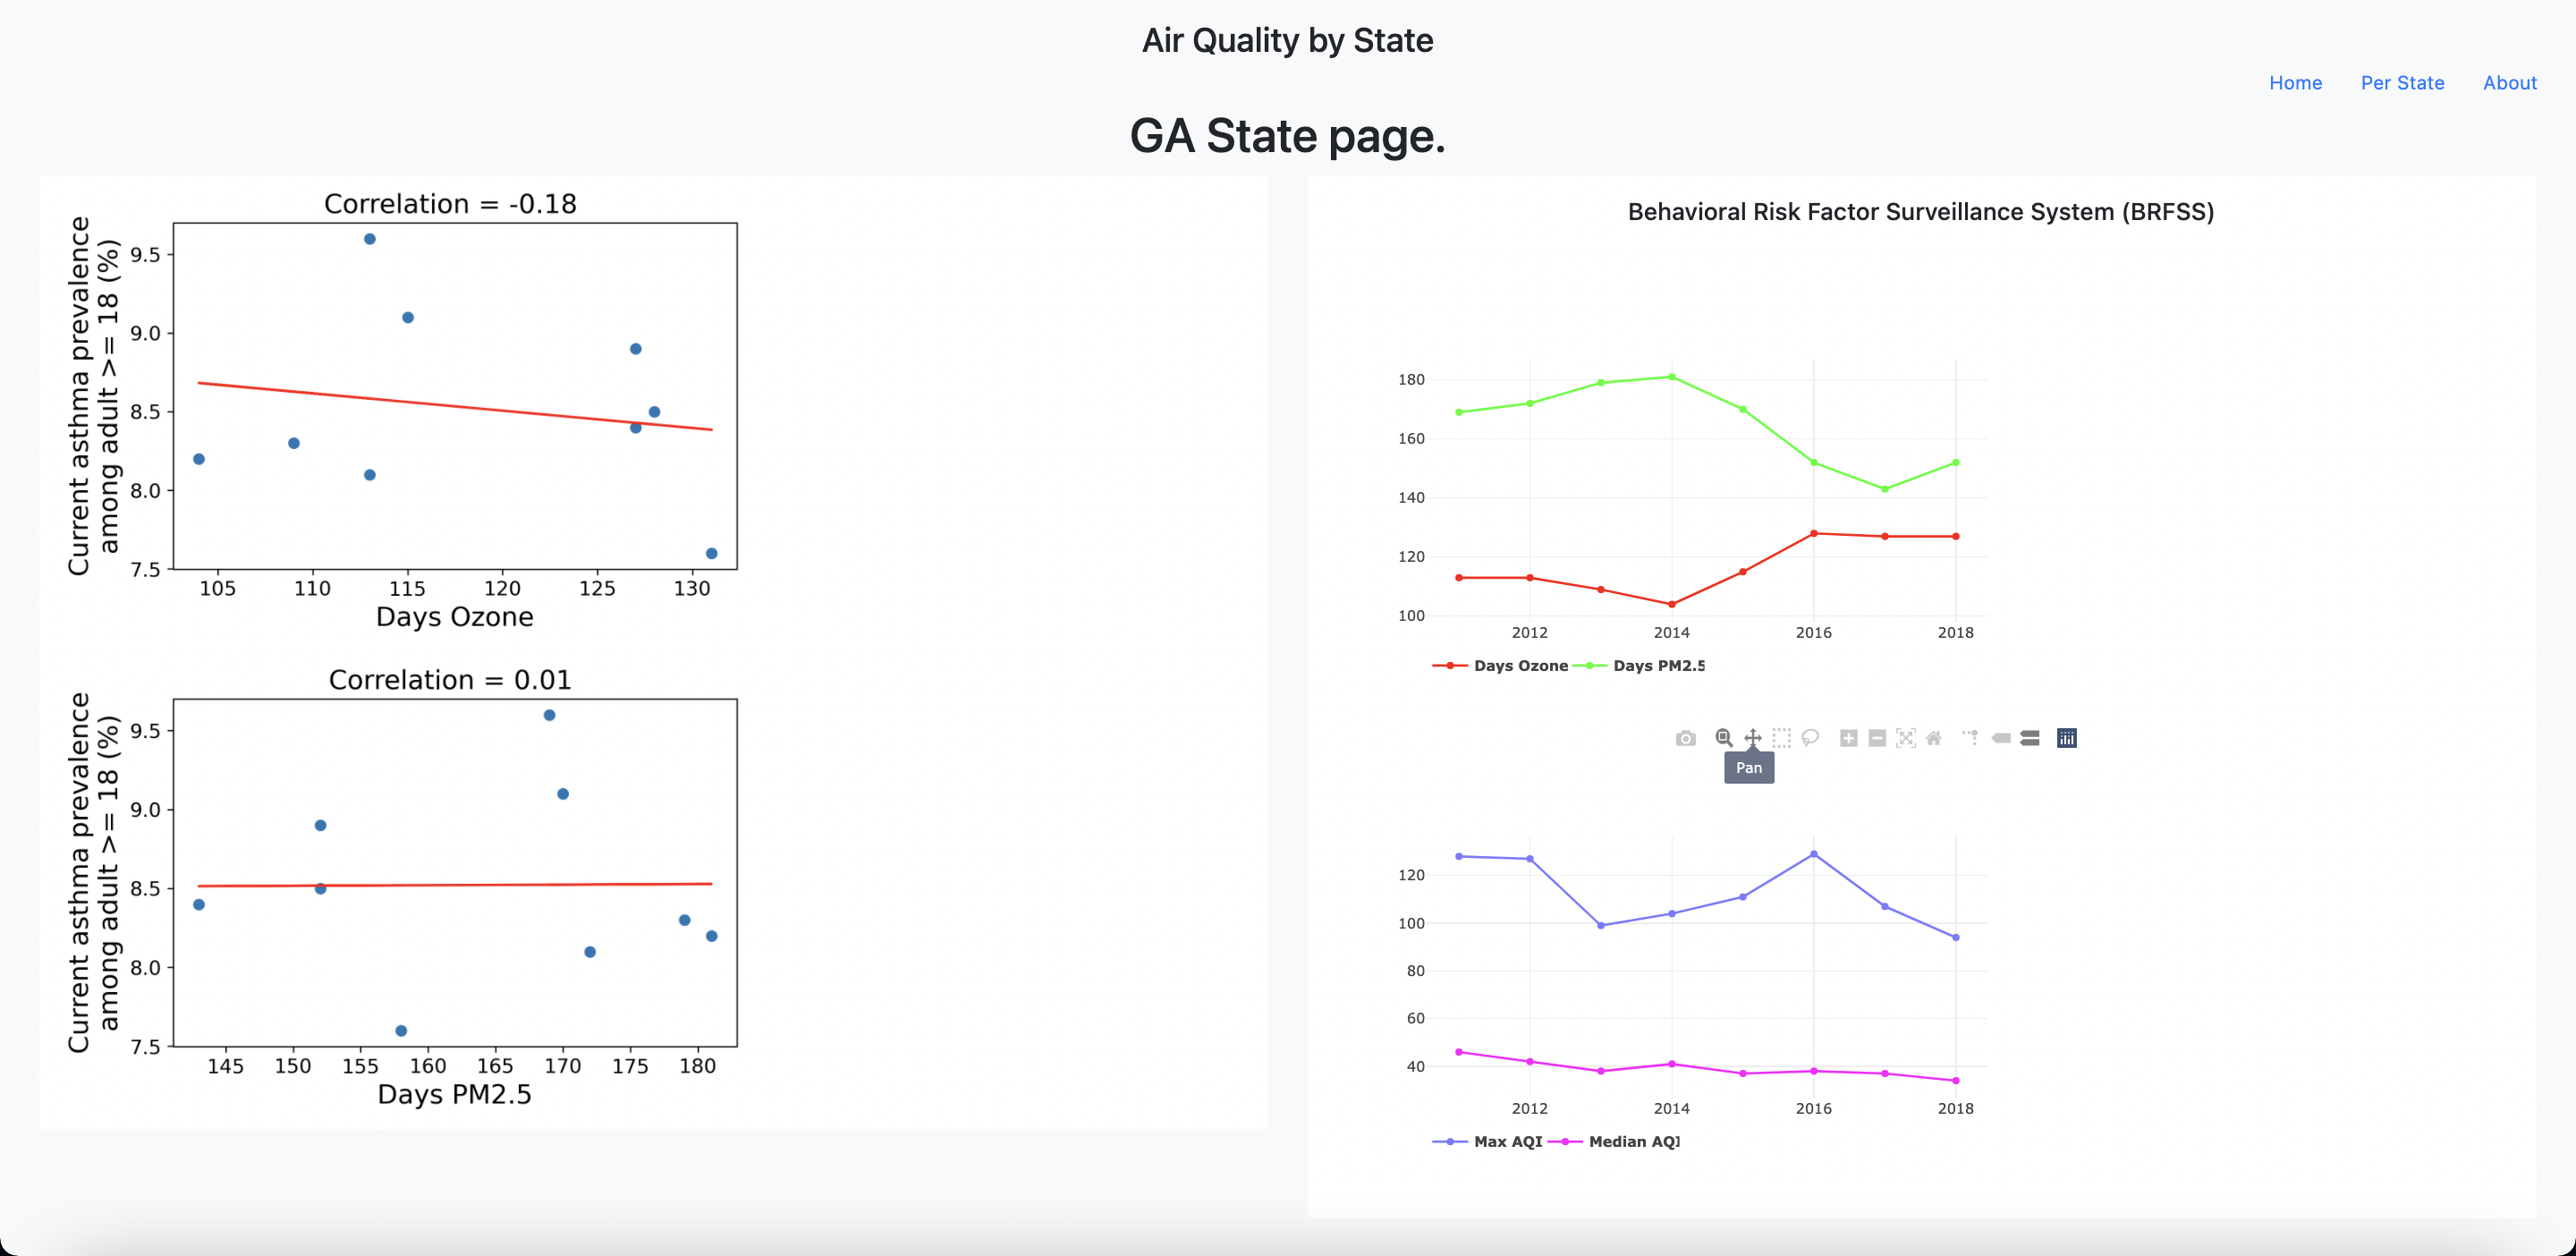 Air Quality by State
Home Per State About
GA State page.
Correlation = -0.18
Current asthma prevalence
among adult >= 18 (%)
9.5
9.0
8.5
8.0
7.5
105 110 115 120 125 130
Days Ozone
Correlation = 0.01
Current asthma prevalence
among adult >= 18 (%)
9.5
9.0
8.5
8.0
7.5
145 150 155 160 165 170 175 180
Days PM2.5
Behavioral Risk Factor Surveillance System (BRFSS)
180
160
140
120
100
2012 2014 2016 2018
Days Ozone Days PM2.5
Pan
120
100
80
60
40
2012 2014 2016 2018
Max AQI Median AQI